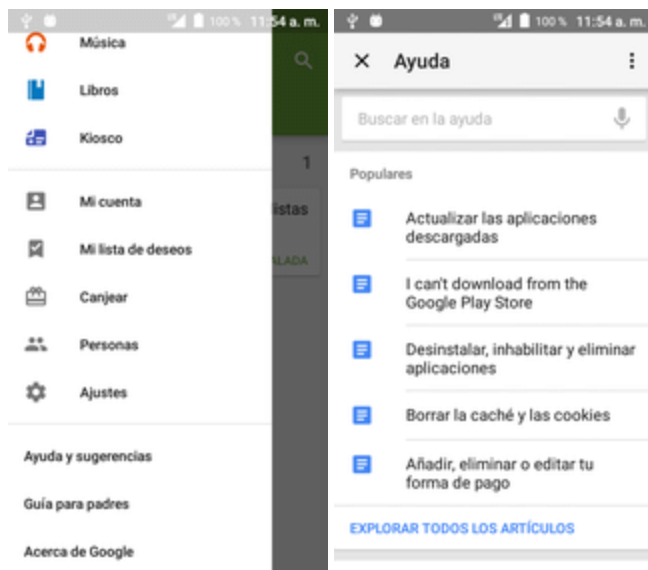 100 % 11:54 a. m.
Música
Libros
Kiosco
Mi cuenta
Mi lista de deseos
Canjear
Personas
Ajustes
Ayuda y sugerencias
Guía para padres
Acerca de Google
1
istas
ALADA
100 % 11:54 a. m.
Ayuda
Buscar en la ayuda
Populares
Actualizar las aplicaciones
descargadas
I can't download from the
Google Play Store
Desinstalar, inhabilitar y eliminar
aplicaciones
Borrar la caché y las cookies
Añadir, eliminar o editar tu
forma de pago
EXPLORAR TODOS LOS ARTÍCULOS